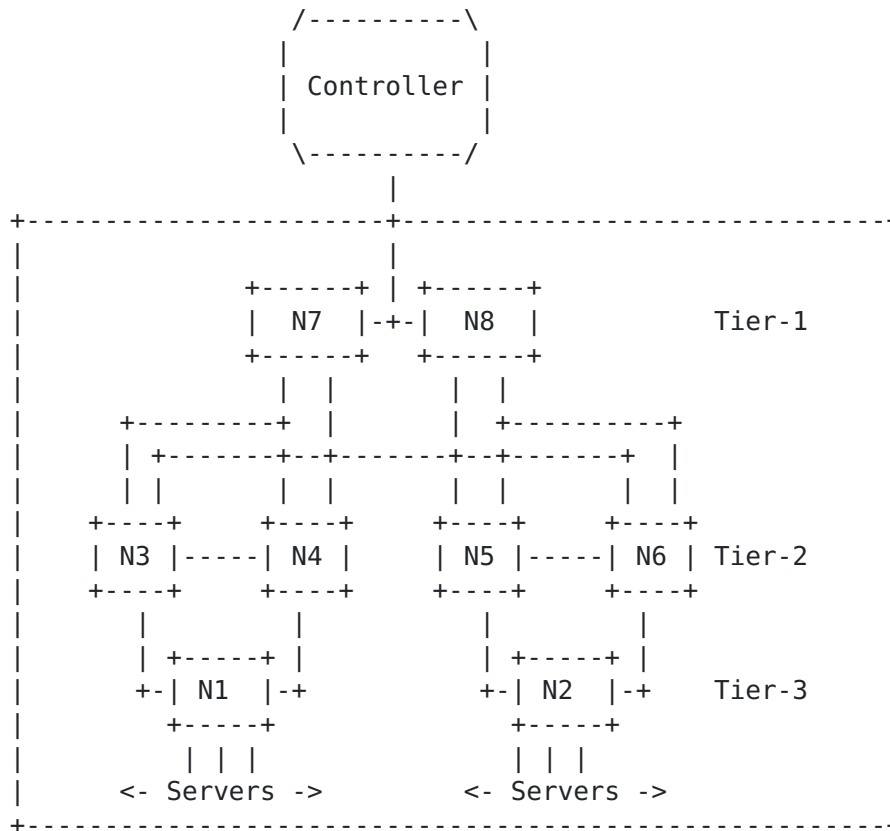 Controller
N7 N8 Tier-1
N3 N4 N5 N6 Tier-2
N1 N2 Tier-3
<- Servers -> <- Servers ->